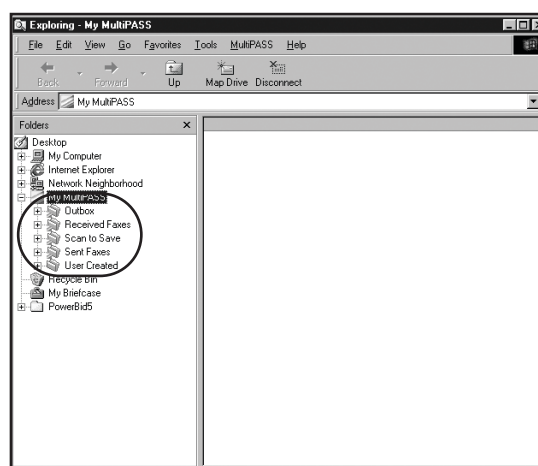 Exploring - My MultiPASS
File Edit View Go Favorites Tools MultiPASS Help
Back Forward Up Map Drive Disconnect
Address My MultiPASS
Folders
Desktop
My Computer
Internet Explorer
Network Neighborhood
My MultiPASS
Outbox
Received Faxes
Scan to Save
Sent Faxes
User Created
Recycle Bin
My Briefcase
PowerBid5